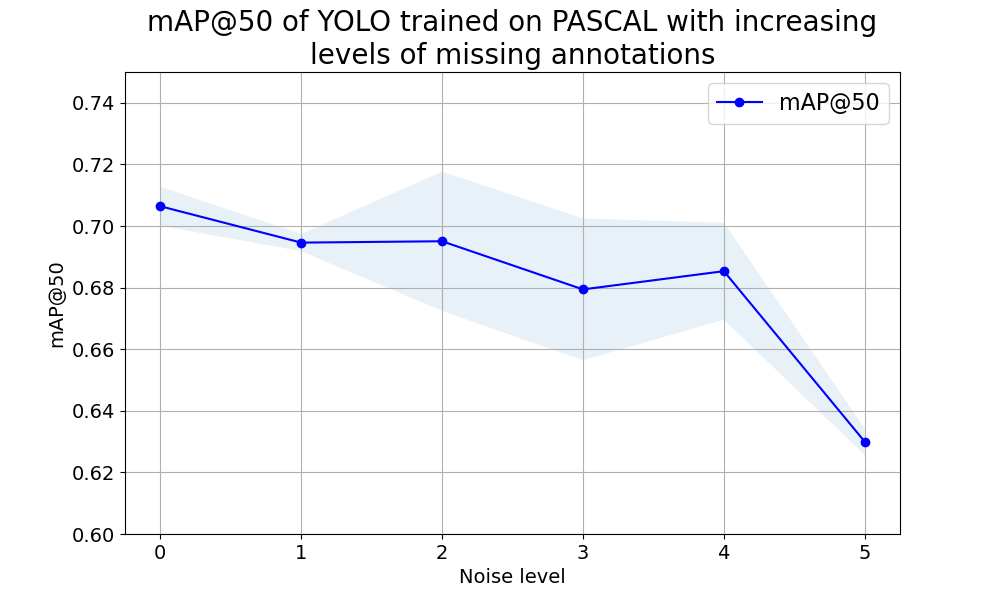 mAP@50 of YOLO trained on PASCAL with increasing
levels of missing annotations
mAP@50
0.74
0.72
0.70
0.68
0.66
0.64
0.62
0.60
mAP@50
0 1 2 3 4 5
Noise level